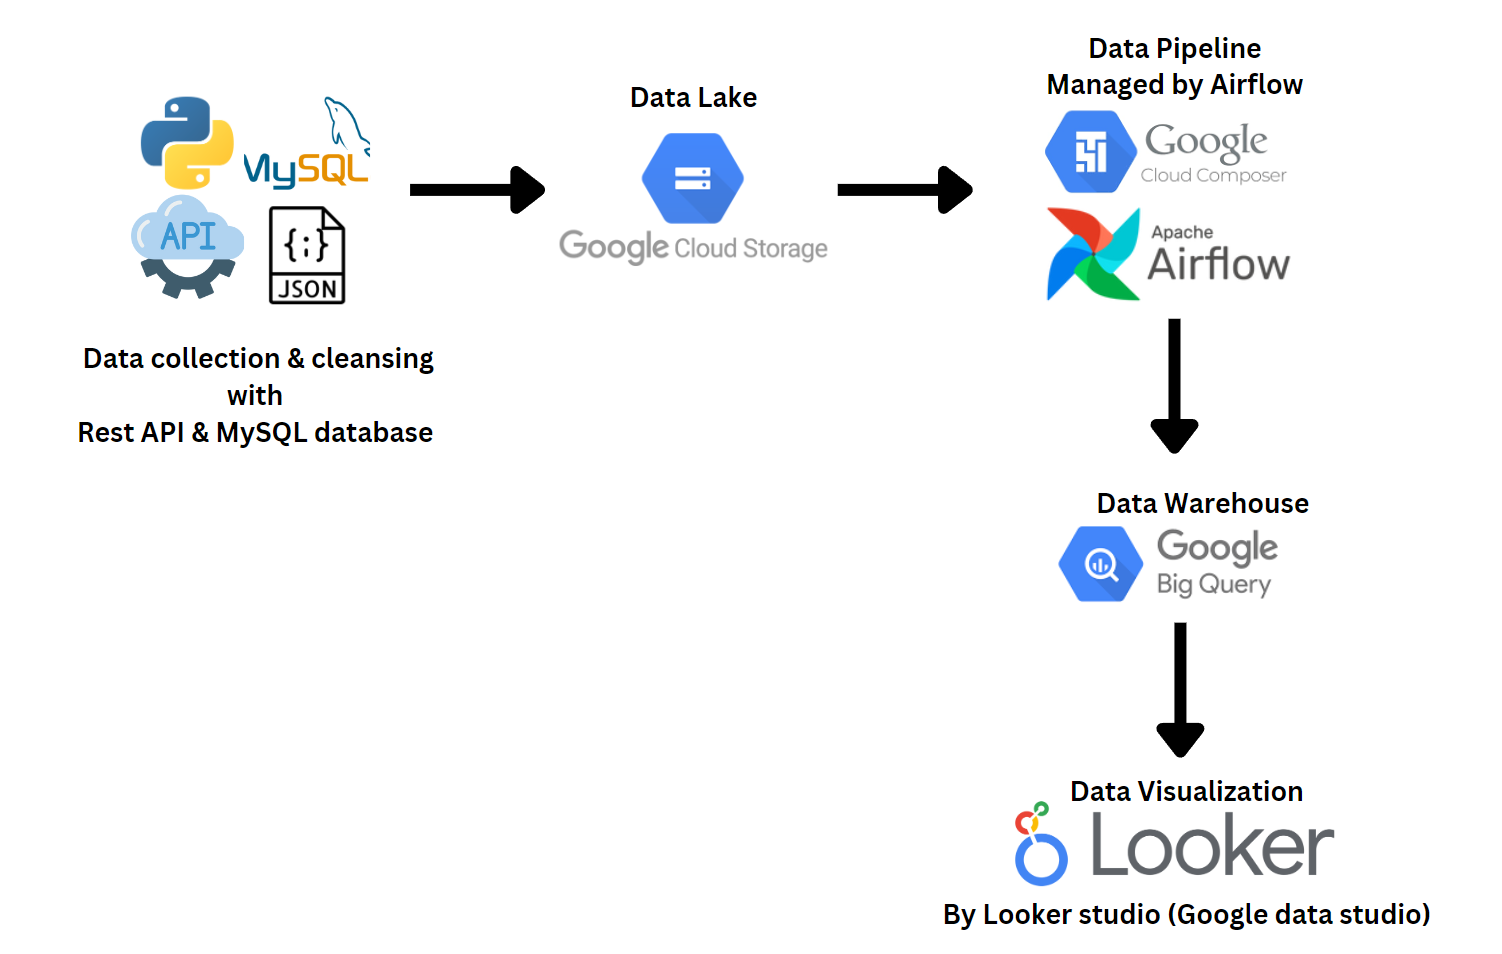 MySQL
API
JSON
Data collection & cleansing
with
Rest API & MySQL database
Data Lake
Google Cloud Storage
Data Pipeline
Managed by Airflow
Google
Cloud Composer
Apache
Airflow
Data Warehouse
Google
Big Query
Data Visualization
Looker
By Looker studio (Google data studio)